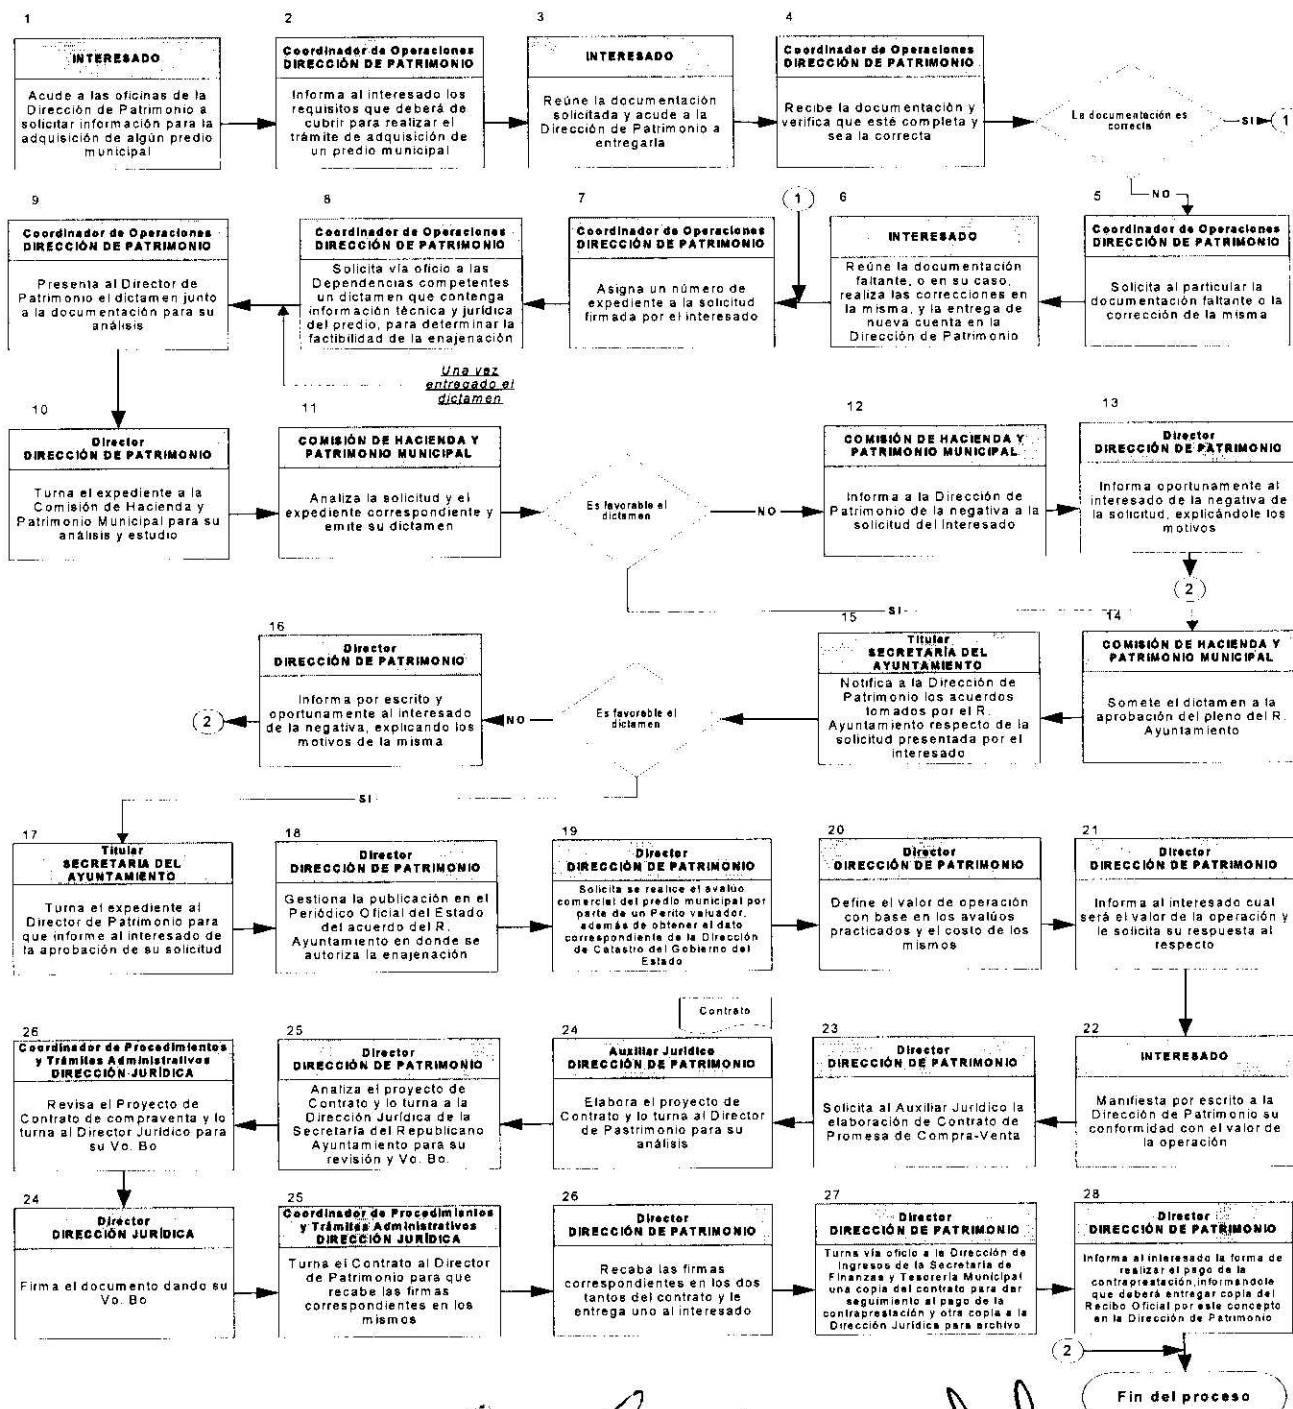 1
INTERESADO
Acude a las oficinas de la
Dirección de Patrimonio a
solicitar información para la
adquisición de algún predio
municipal
2
Coordinador de Operaciones
DIRECCIÓN DE PATRIMONIO
Informa al interesado los
requisitos que deberá de
cubrir para realizar el
trámite de adquisición de
un predio municipal
3
INTERESADO
Reúne la documentación
solicitada y acude a la
Dirección de Patrimonio a
entregarla
4
Coordinador de Operaciones
DIRECCIÓN DE PATRIMONIO
Recibe la documentación y
verifica que esté completa y
sea la correcta
La documentación es
correcta
SI
1
NO
9
Coordinador de Operaciones
DIRECCIÓN DE PATRIMONIO
Presenta al Director de
Patrimonio el dictamen junto
a la documentación para su
análisis
8
Coordinador de Operaciones
DIRECCIÓN DE PATRIMONIO
Solicita vía oficio a las
Dependencias competentes
un dictamen que contenga
información técnica y jurídica
del predio, para determinar la
factibilidad de la enajenación
7
Coordinador de Operaciones
DIRECCIÓN DE PATRIMONIO
Asigna un número de
expediente a la solicitud
firmada por el interesado
1
6
INTERESADO
Reúne la documentación
faltante, o en su caso,
realiza las correcciones en
la misma, y la entrega de
nueva cuenta en la
Dirección de Patrimonio
5
Coordinador de Operaciones
DIRECCIÓN DE PATRIMONIO
Solicita al particular la
documentación faltante o la
corrección de la misma
Una vez
entregado el
dictamen
10
Director
DIRECCIÓN DE PATRIMONIO
Turna el expediente a la
Comisión de Hacienda y
Patrimonio Municipal para su
análisis y estudio
11
COMISIÓN DE HACIENDA Y
PATRIMONIO MUNICIPAL
Analiza la solicitud y el
expediente correspondiente y
emite su dictamen
Es favorable el
dictamen
NO
12
COMISIÓN DE HACIENDA Y
PATRIMONIO MUNICIPAL
Informa a la Dirección de
Patrimonio de la negativa a la
solicitud del Interesado
13
Director
DIRECCIÓN DE PATRIMONIO
Informa oportunamente al
interesado de la negativa de
la solicitud, explicándole los
motivos
2
SI
16
Director
DIRECCIÓN DE PATRIMONIO
Informa por escrito y
oportunamente al interesado
de la negativa, explicando los
motivos de la misma
2
NO
Es favorable el
dictamen
15
Titular
SECRETARÍA DEL
AYUNTAMIENTO
Notifica a la Dirección de
Patrimonio los acuerdos
tomados por el R.
Ayuntamiento respecto de la
solicitud presentada por el
interesado
14
COMISIÓN DE HACIENDA Y
PATRIMONIO MUNICIPAL
Somete el dictamen a la
aprobación del pleno del R.
Ayuntamiento
SI
17
Titular
SECRETARIA DEL
AYUNTAMIENTO
Turna el expediente al
Director de Patrimonio para
que informe al interesado de
la aprobación de su solicitud
18
Director
DIRECCIÓN DE PATRIMONIO
Gestiona la publicación en el
Periódico Oficial del Estado
del acuerdo del R.
Ayuntamiento en donde se
autoriza la enajenación
19
Director
DIRECCIÓN DE PATRIMONIO
Solicita se realice el avalúo
comercial del predio municipal por
parte de un Perito valuador,
además de obtener el dato
correspondiente de la Dirección
de Catastro del Gobierno del
Estado
20
Director
DIRECCIÓN DE PATRIMONIO
Define el valor de operación
con base en los avalúos
practicados y el costo de los
mismos
21
Director
DIRECCIÓN DE PATRIMONIO
Informa al interesado cual
será el valor de la operación y
le solicita su respuesta al
respecto
26
Coordinador de Procedimientos
y Trámites Administrativos
DIRECCIÓN JURÍDICA
Revisa el Proyecto de
Contrato de compraventa y lo
turna al Director Jurídico para
su Vo. Bo
25
Director
DIRECCIÓN DE PATRIMONIO
Analiza el proyecto de
Contrato y lo turna a la
Dirección Jurídica de la
Secretaría del Republicano
Ayuntamiento para su
revisión y Vo. Bo.
Contrato
24
Auxiliar Jurídico
DIRECCIÓN DE PATRIMONIO
Elabora el proyecto de
Contrato y lo turna al Director
de Pastrimonio para su
análisis
23
Director
DIRECCIÓN DE PATRIMONIO
Solicita al Auxiliar Jurídico la
elaboración de Contrato de
Promesa de Compra-Venta
22
INTERESADO
Manifiesta por escrito a la
Dirección de Patrimonio su
conformidad con el valor de
la operación
24
Director
DIRECCIÓN JURÍDICA
Firma el documento dando su
Vo. Bo
25
Coordinador de Procedimientos
y Trámites Administrativos
DIRECCIÓN JURÍDICA
Turna el Contrato al Director
de Patrimonio para que
recabe las firmas
correspondientes en los
mismos
26
Director
DIRECCIÓN DE PATRIMONIO
Recaba las firmas
correspondientes en los dos
tantos del contrato y le
entrega uno al interesado
27
Director
DIRECCIÓN DE PATRIMONIO
Turna vía oficio a la Dirección de
Ingresos de la Secretaría de
Finanzas y Tesorería Municipal
una copia del contrato para dar
seguimiento al pago de la
contraprestación y otra copia a la
Dirección Jurídica para archivo
28
Director
DIRECCIÓN DE PATRIMONIO
Informa al interesado la forma de
realizar el pago de la
contraprestación,informandole
que deberá entregar copia del
Recibo Oficial por este concepto
en la Dirección de Patrimonio
2
Fin del proceso